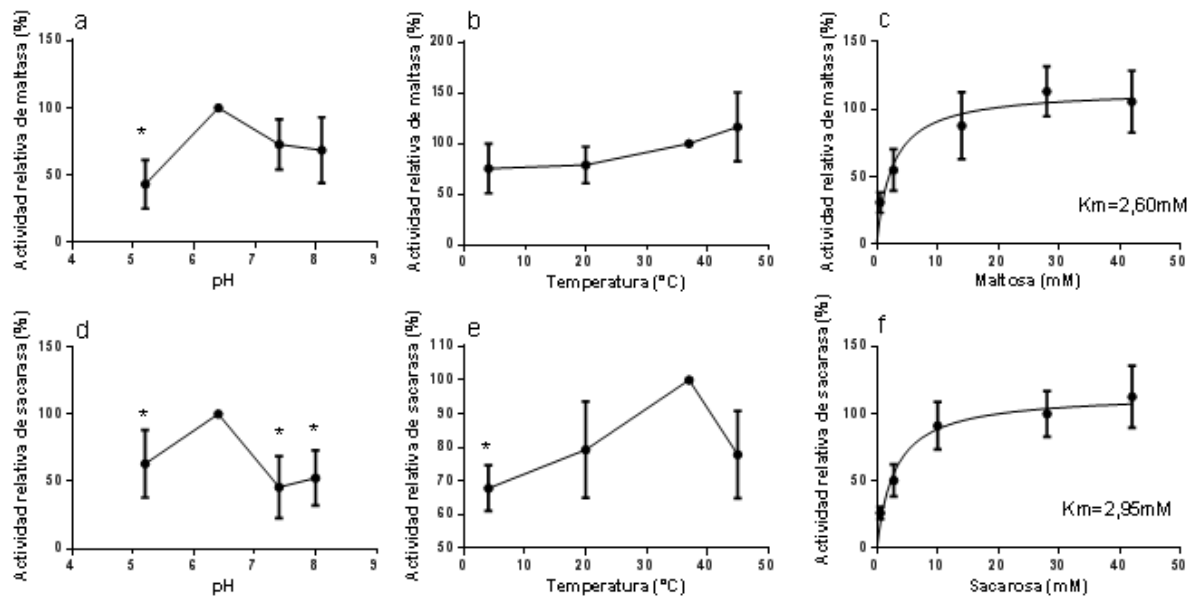 a
Actividad relativa de maltasa (%)
150
100
50
0
*
4 5 6 7 8 9
pH
b
Actividad relativa de maltasa (%)
200
150
100
50
0
0 10 20 30 40 50
Temperatura (ºC)
c
Actividad relativa de maltasa (%)
150
100
50
0
Km=2,60mM
0 10 20 30 40 50
Maltosa (mM)
d
Actividad relativa de sacarasa (%)
150
100
50
0
* * *
4 5 6 7 8 9
pH
e
Actividad relativa de sacarasa (%)
110
100
90
80
70
60
50
*
0 10 20 30 40 50
Temperatura (ºC)
f
Actividad relativa de sacarasa (%)
150
100
50
0
Km=2,95mM
0 10 20 30 40 50
Sacarosa (mM)